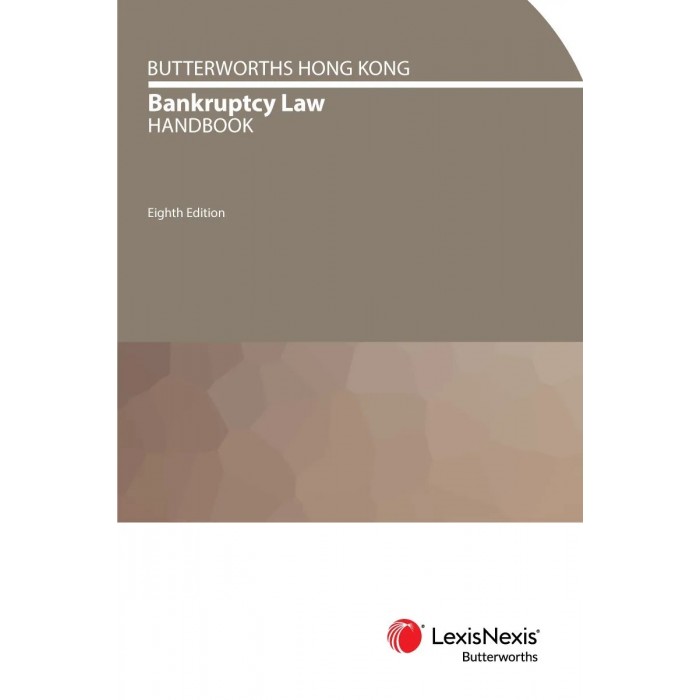 BUTTERWORTHS HONG KONG
Bankruptcy Law
HANDBOOK
Eighth Edition
LexisNexis®
Butterworths